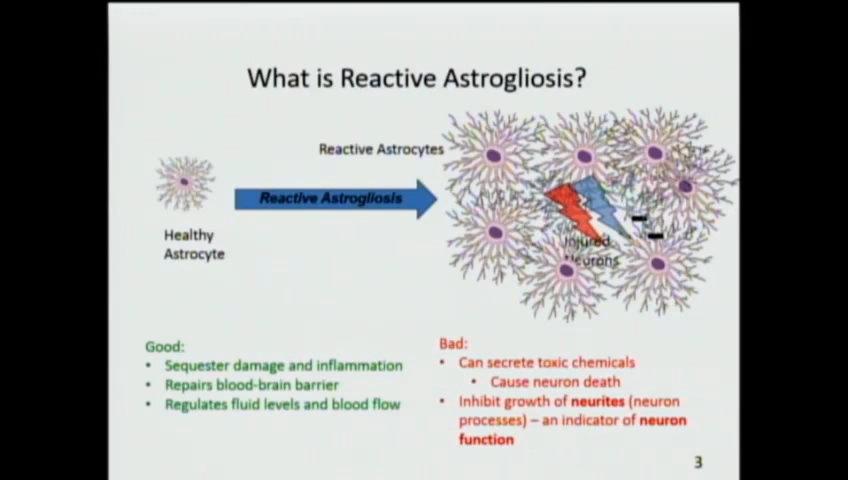 What is Reactive Astrogliosis?
Reactive Astrocytes
Reactive Astrogliosis
Healthy
Astrocyte
Injured
Neurons
Good:
• Sequester damage and inflammation
• Repairs blood-brain barrier
• Regulates fluid levels and blood flow
Bad:
• Can secrete toxic chemicals
• Cause neuron death
• Inhibit growth of neurites (neuron
processes) – an indicator of neuron
function
3